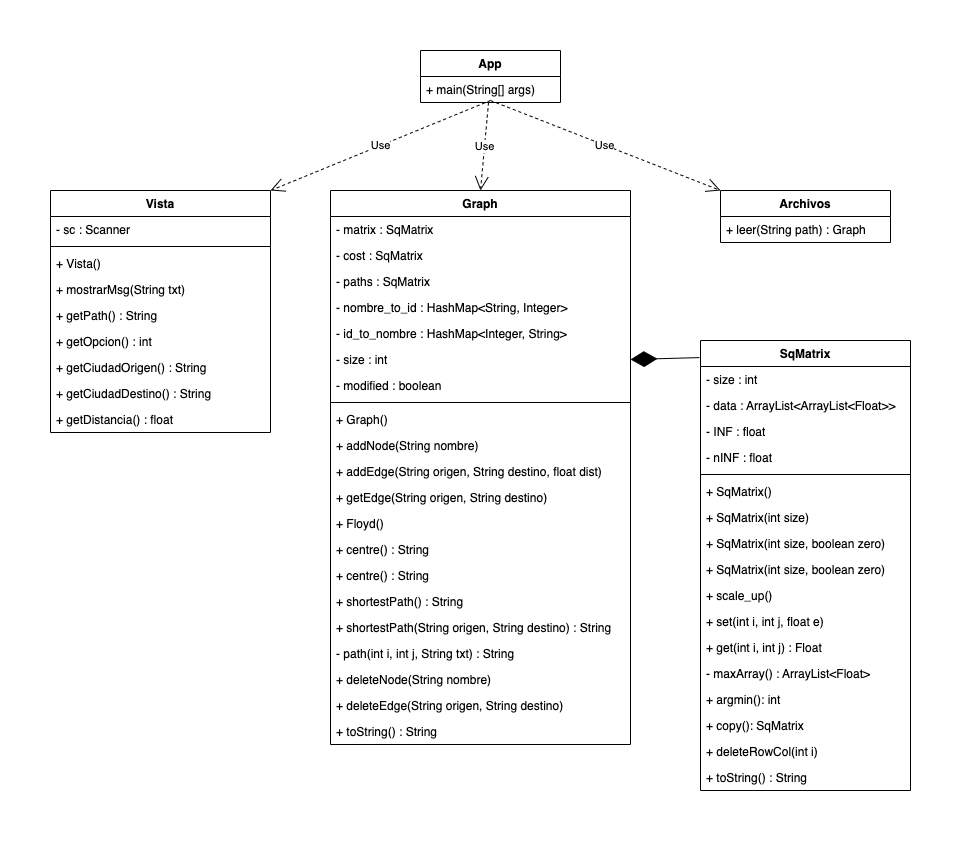 App
+ main(String[] args)
Use
Use
Use
Vista
- sc : Scanner
+ Vista()
+ mostrarMsg(String txt)
+ getPath() : String
+ getOpcion() : int
+ getCiudadOrigen() : String
+ getCiudadDestino() : String
+ getDistancia() : float
Graph
- matrix : SqMatrix
- cost : SqMatrix
- paths : SqMatrix
- nombre_to_id : HashMap<String, Integer>
- id_to_nombre : HashMap<Integer, String>
- size : int
- modified : boolean
+ Graph()
+ addNode(String nombre)
+ addEdge(String origen, String destino, float dist)
+ getEdge(String origen, String destino)
+ Floyd()
+ centre() : String
+ centre() : String
+ shortestPath() : String
+ shortestPath(String origen, String destino) : String
- path(int i, int j, String txt) : String
+ deleteNode(String nombre)
+ deleteEdge(String origen, String destino)
+ toString() : String
Archivos
+ leer(String path) : Graph
SqMatrix
- size : int
- data : ArrayList<ArrayList<Float>>
- INF : float
- nINF : float
+ SqMatrix()
+ SqMatrix(int size)
+ SqMatrix(int size, boolean zero)
+ SqMatrix(int size, boolean zero)
+ scale_up()
+ set(int i, int j, float e)
+ get(int i, int j) : Float
- maxArray() : ArrayList<Float>
+ argmin(): int
+ copy(): SqMatrix
+ deleteRowCol(int i)
+ toString() : String